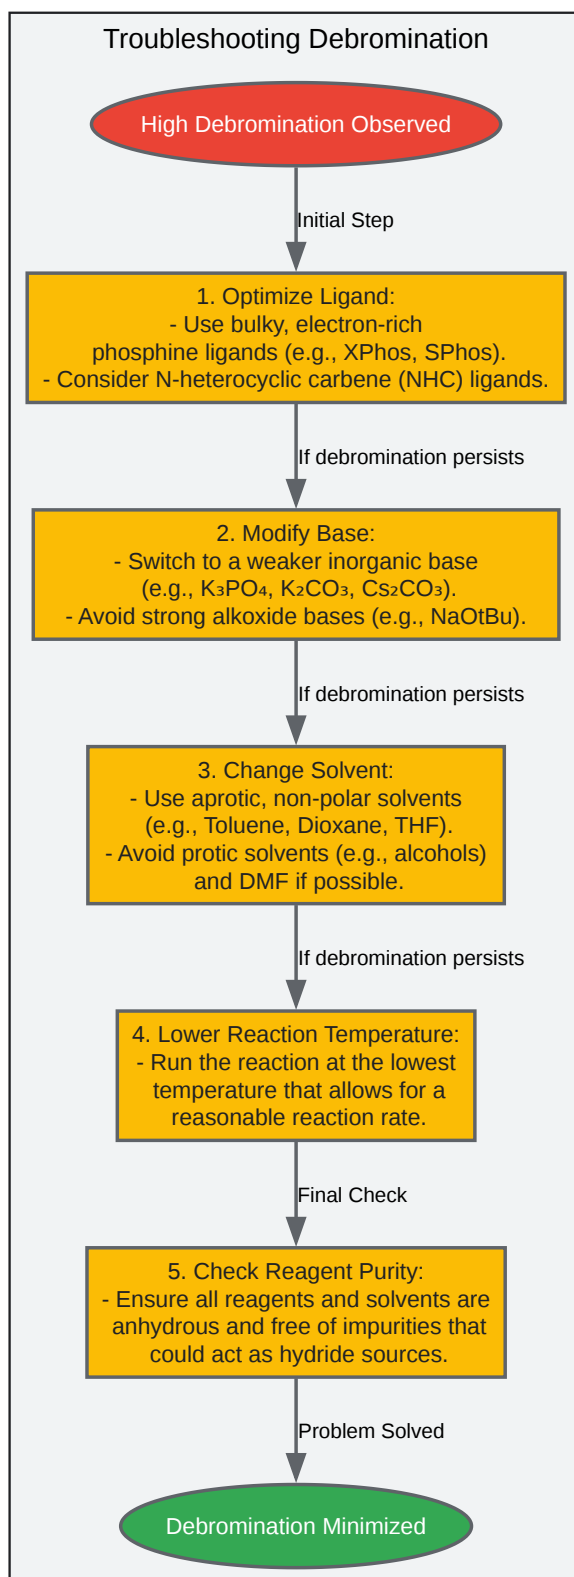 Troubleshooting Debromination
High Debromination Observed
Initial Step
1. Optimize Ligand:
- Use bulky, electron-rich
phosphine ligands (e.g., XPhos, SPhos).
- Consider N-heterocyclic carbene (NHC) ligands.
If debromination persists
2. Modify Base:
- Switch to a weaker inorganic base
(e.g., K₃PO₄, K₂CO₃, Cs₂CO₃).
- Avoid strong alkoxide bases (e.g., NaOtBu).
If debromination persists
3. Change Solvent:
- Use aprotic, non-polar solvents
(e.g., Toluene, Dioxane, THF).
- Avoid protic solvents (e.g., alcohols)
and DMF if possible.
If debromination persists
4. Lower Reaction Temperature:
- Run the reaction at the lowest
temperature that allows for a
reasonable reaction rate.
Final Check
5. Check Reagent Purity:
- Ensure all reagents and solvents are
anhydrous and free of impurities that
could act as hydride sources.
Problem Solved
Debromination Minimized